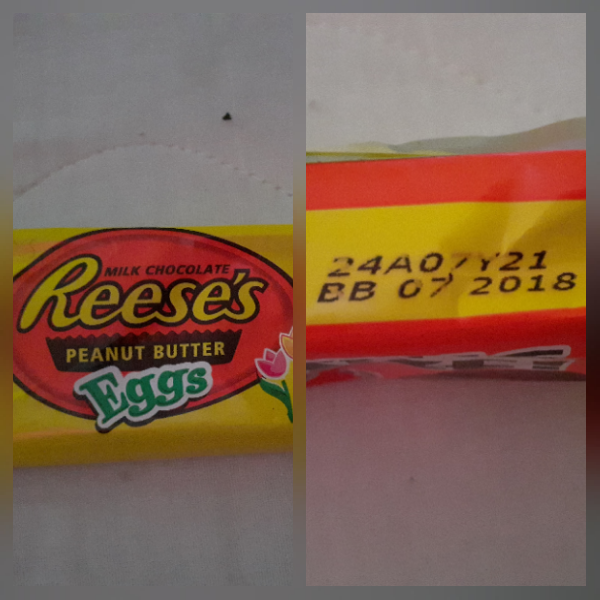 MILK CHOCOLATE
Reese's
PEANUT BUTTER
Eggs
24A07Y21
BB 07 2018